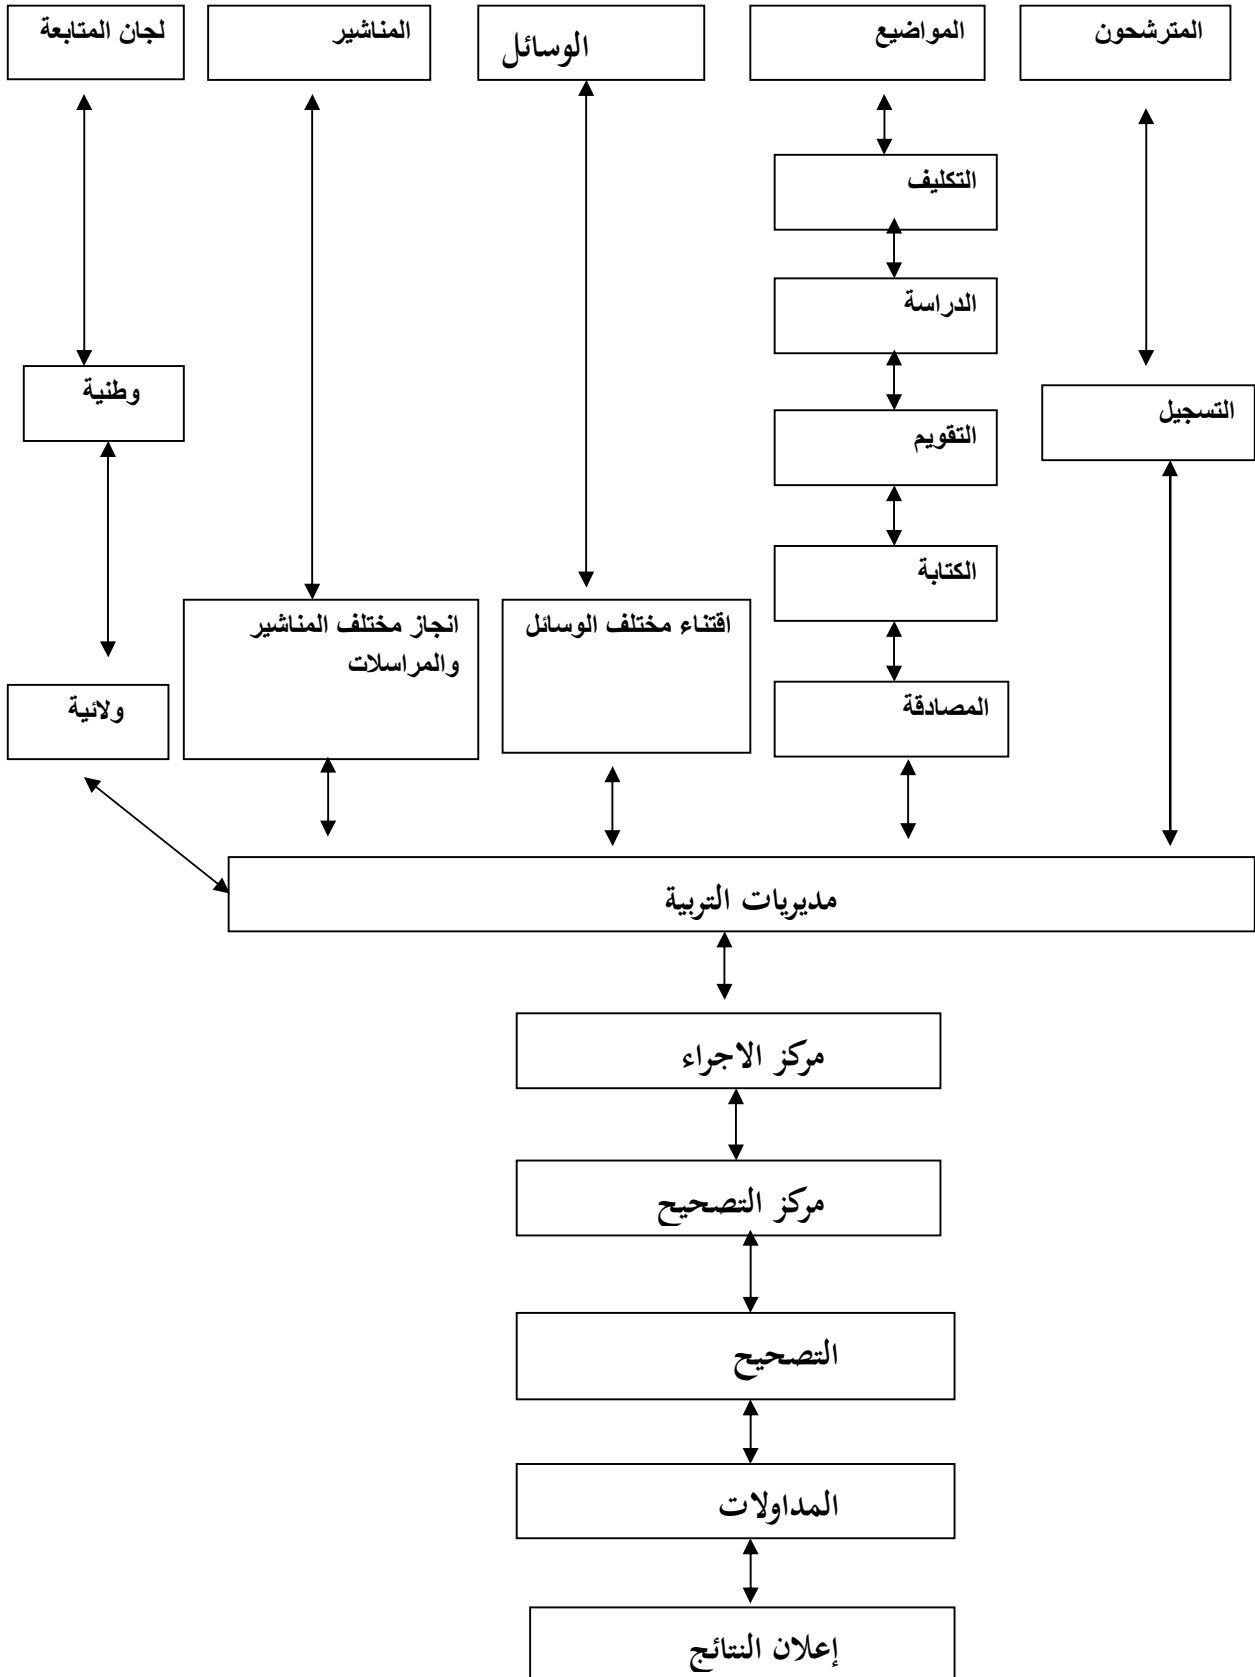 المترشحون
المواضيع
الوسائل
المناشير
لجان المتابعة
التكليف
الدراسة
وطنية
التسجيل
التقويم
الكتابة
اقتناء مختلف الوسائل
انجاز مختلف المناشير
والمراسلات
المصادقة
ولائية
مديريات التربية
مركز الاجراء
مركز التصحيح
التصحيح
المداولات
إعلان النتائج